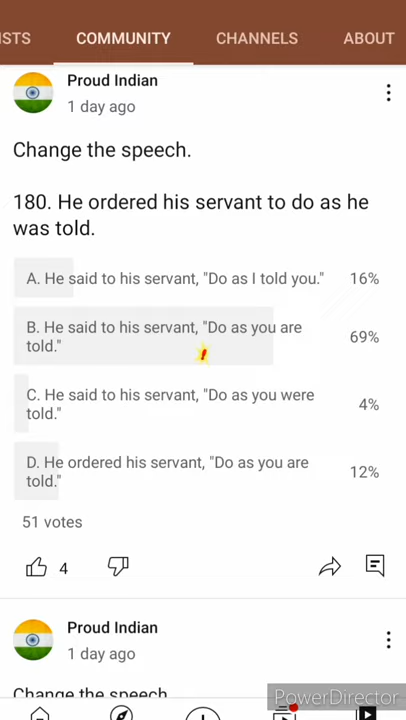 ISTS COMMUNITY CHANNELS ABOUT
Proud Indian
1 day ago
Change the speech.
180. He ordered his servant to do as he
was told.
A. He said to his servant, "Do as I told you." 16%
B. He said to his servant, "Do as you are
told." 69%
C. He said to his servant, "Do as you were
told." 4%
D. He ordered his servant, "Do as you are
told." 12%
51 votes
4
Proud Indian
1 day ago
Change the speech
PowerDirector